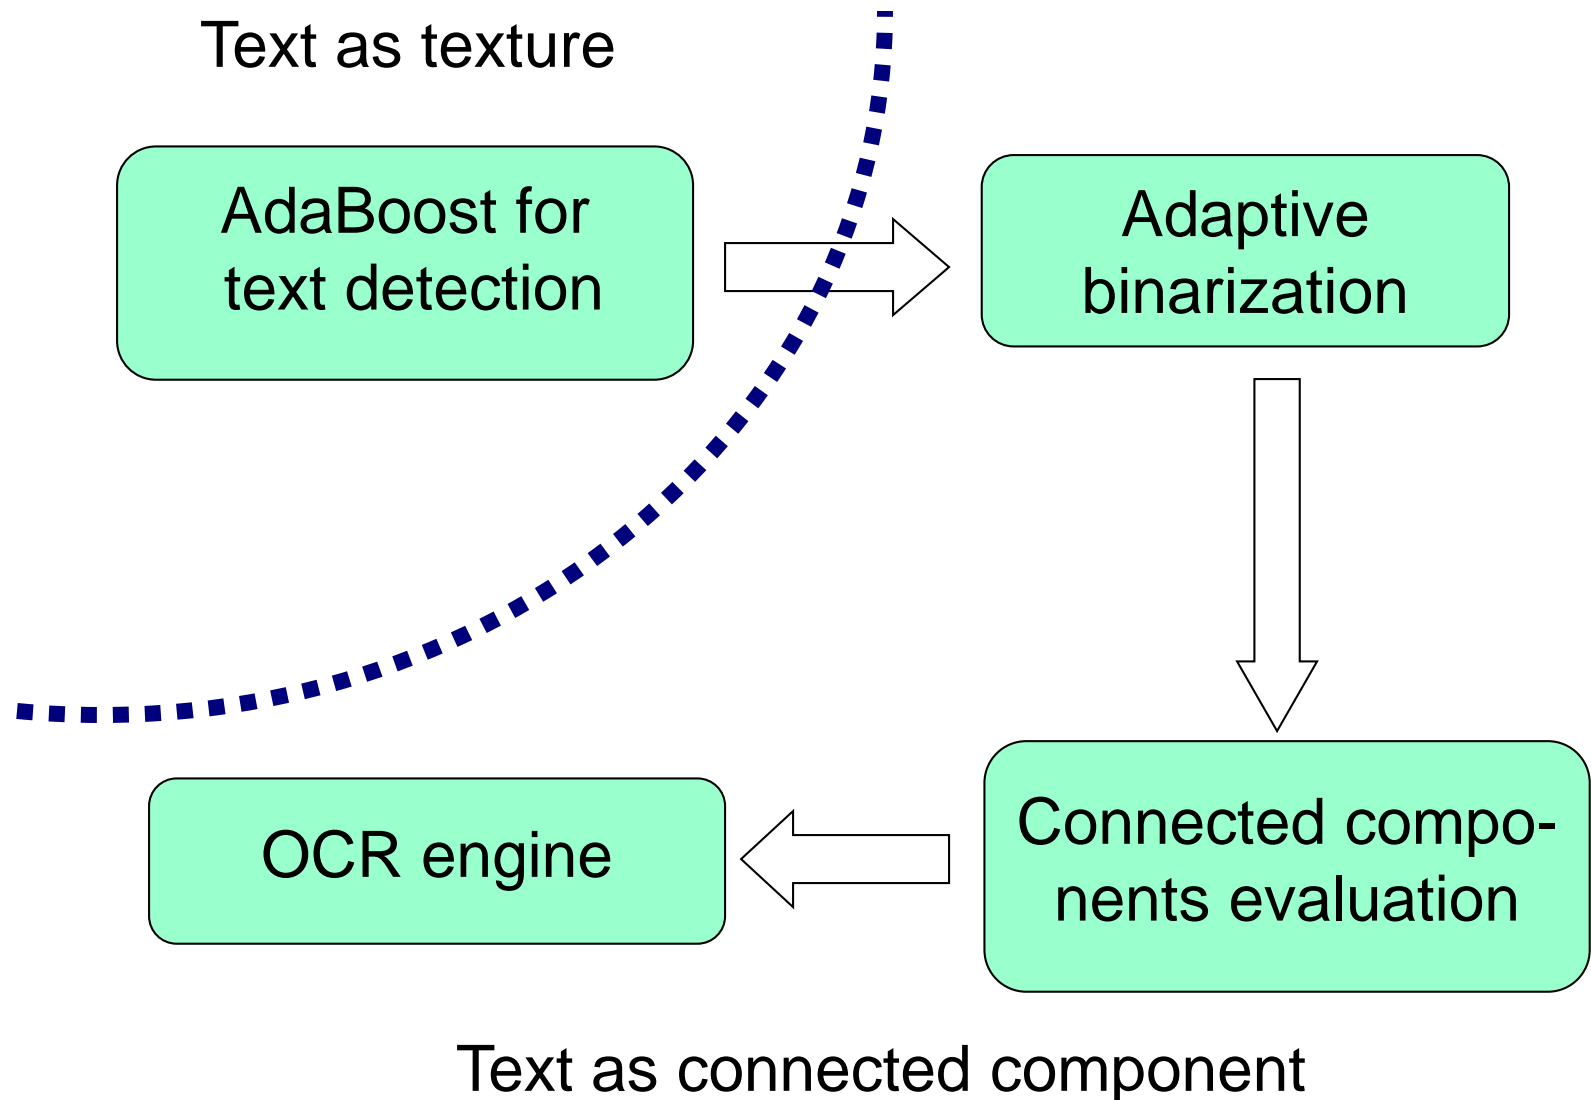 Text as texture
AdaBoost for
text detection
Adaptive
binarization
Connected compo-
nents evaluation
OCR engine
Text as connected component